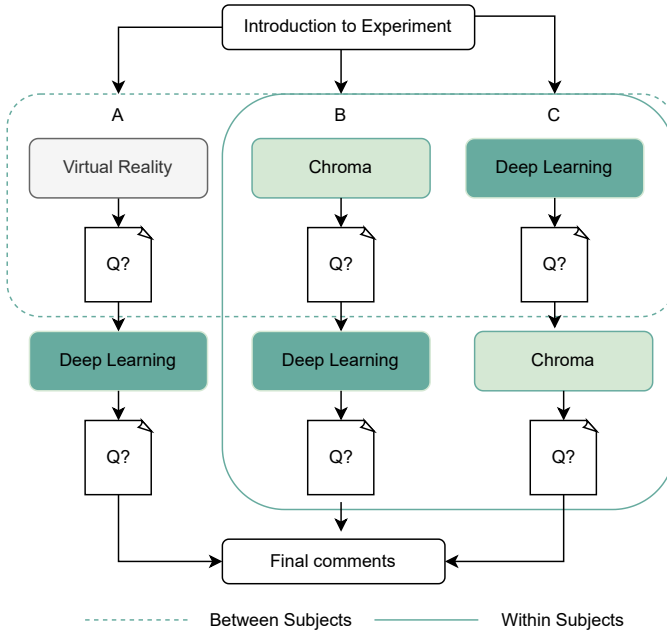 Introduction to Experiment
A
B
C
Virtual Reality
Chroma
Deep Learning
Q?
Q?
Q?
Deep Learning
Deep Learning
Chroma
Q?
Q?
Q?
Final comments
Between Subjects
Within Subjects